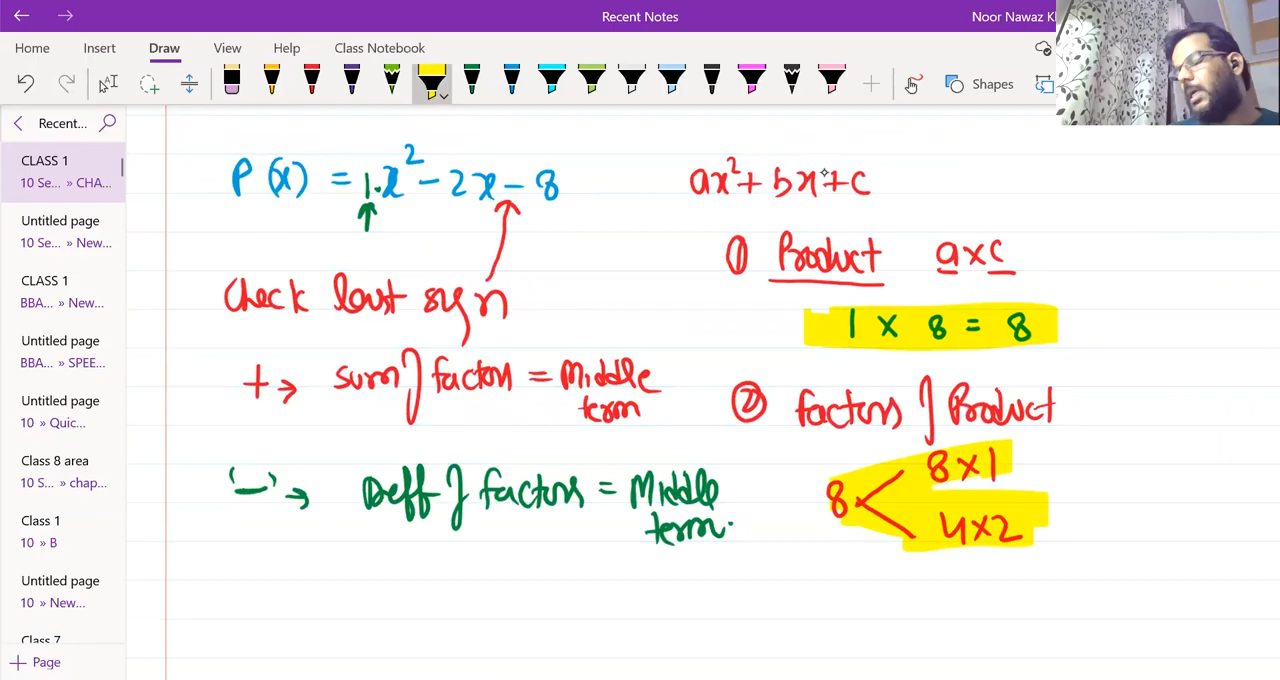 Recent Notes
Noor Nawaz Kh
Home Insert Draw View Help Class Notebook
Shapes
Recent...
CLASS 1
10 Se... » CHA...
Untitled page
10 Se... » New...
CLASS 1
BBA... » New...
Untitled page
BBA... » SPEE...
Untitled page
10 » Quic...
Class 8 area
10 S... » chap...
Class 1
10 » B
Untitled page
10 » New...
Class 7
Page
P(x) = 1.x² - 2x - 8
Check last sign
+ → sum of factors = Middle term
'-' → Deff of factors = Middle term.
ax² + bx + c
① Product a x c
1 x 8 = 8
② factors of Product
8 < 8 x 1
4 x 2